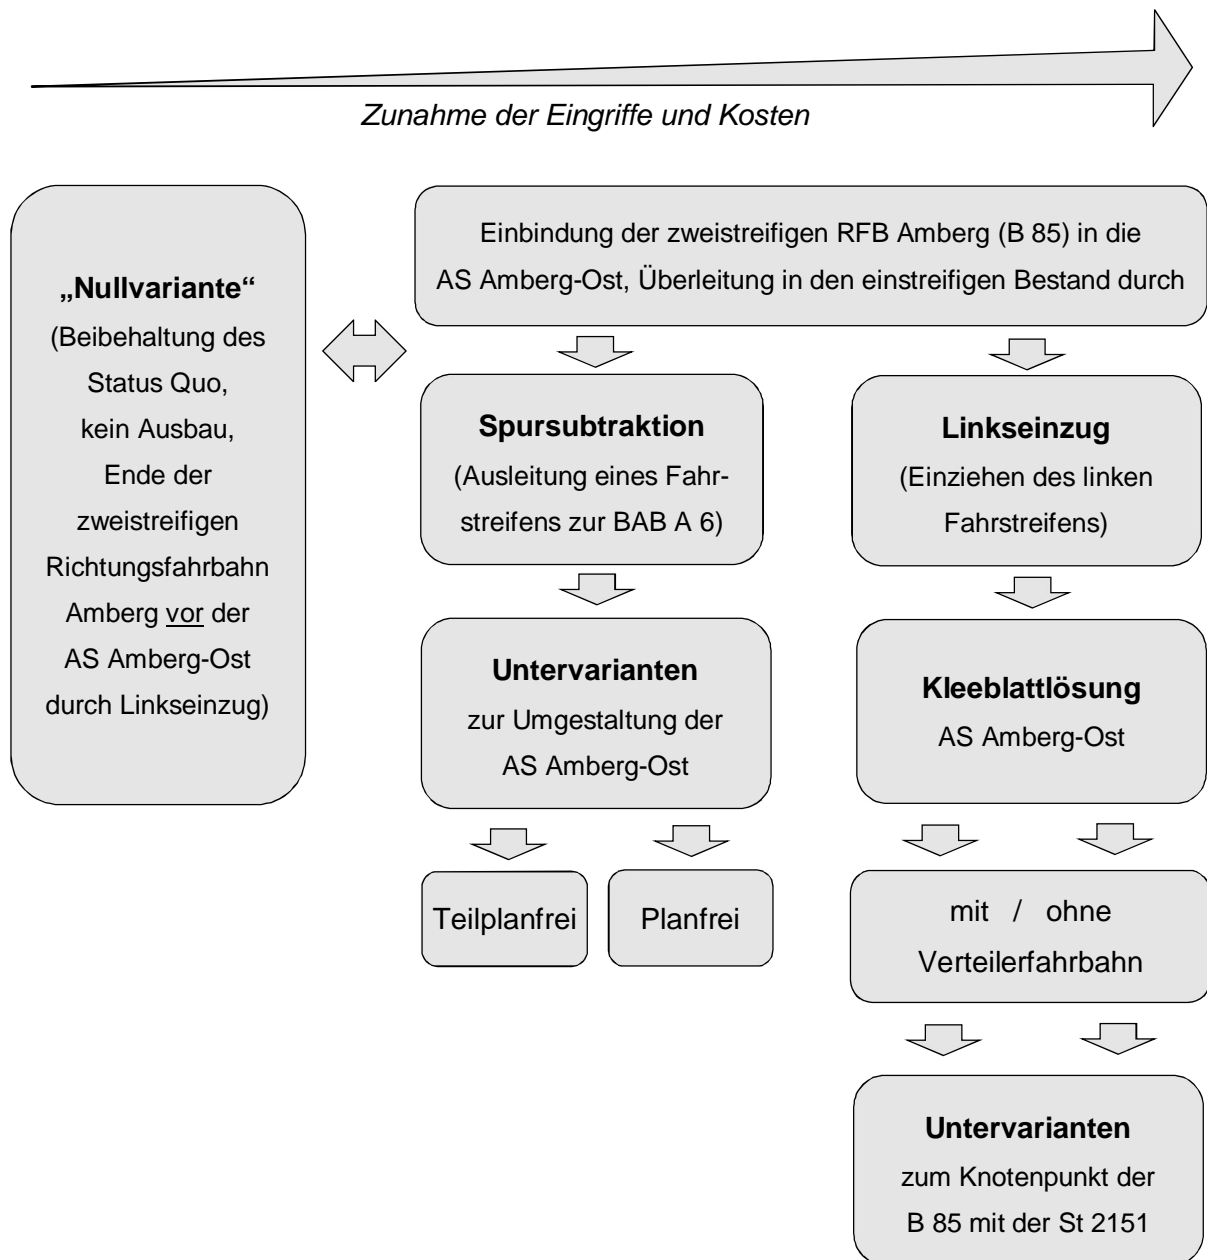 Zunahme der Eingriffe und Kosten
„Nullvariante“
(Beibehaltung des
Status Quo,
kein Ausbau,
Ende der
zweistreifigen
Richtungsfahrbahn
Amberg vor der
AS Amberg-Ost
durch Linkseinzug)
Einbindung der zweistreifigen RFB Amberg (B 85) in die
AS Amberg-Ost, Überleitung in den einstreifigen Bestand durch
Spursubtraktion
(Ausleitung eines Fahr-
streifens zur BAB A 6)
Linkseinzug
(Einziehen des linken
Fahrstreifens)
Untervarianten
zur Umgestaltung der
AS Amberg-Ost
Kleeblattlösung
AS Amberg-Ost
Teilplanfrei
Planfrei
mit / ohne
Verteilerfahrbahn
Untervarianten
zum Knotenpunkt der
B 85 mit der St 2151